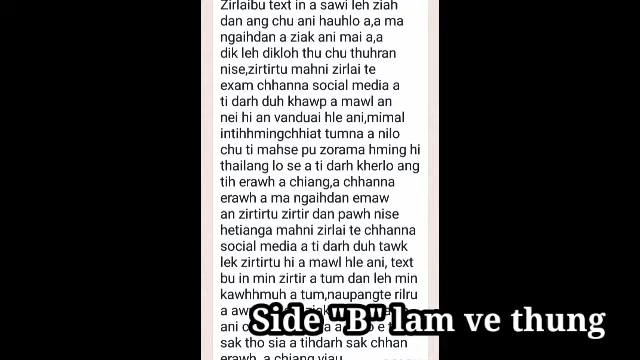 Zirlaibu text in a sawi leh ziah
dan ang chu ani hauhlo a,a ma
ngaihdan a ziak ani mai a,a
dik leh dikloh thu chu thuhran
nise,zirtirtu mahni zirlai te
exam chhanna social media a
ti darh duh khawp a mawl an
nei hi an vanduai hle ani,mimal
intihhmingchhiat tumna a nilo
chu ti mahse pu zorama hming hi
thailang lo se a ti darh kherlo ang
tih erawh a chiang,a chhanna
erawh a ma ngaihdan emaw
an zirtirtu zirtir dan pawh nise
hetianga mahni zirlai te chhanna
social media a ti darh duh tawk
lek zirtirtu hi a mawl hle ani, text
bu in min zirtir a tum dan leh min
kawhhmuh a tum,naupangte rilru
a
ani
Side "B" lam ve thung
sak tho sia a tihdarh sak chhan
erawh a chiang viau